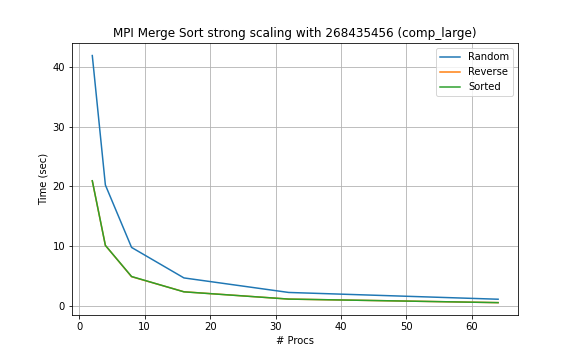 MPI Merge Sort strong scaling with 268435456 (comp_large)
Random
Reverse
Sorted
Time (sec)
40
30
20
10
0
0 10 20 30 40 50 60
# Procs